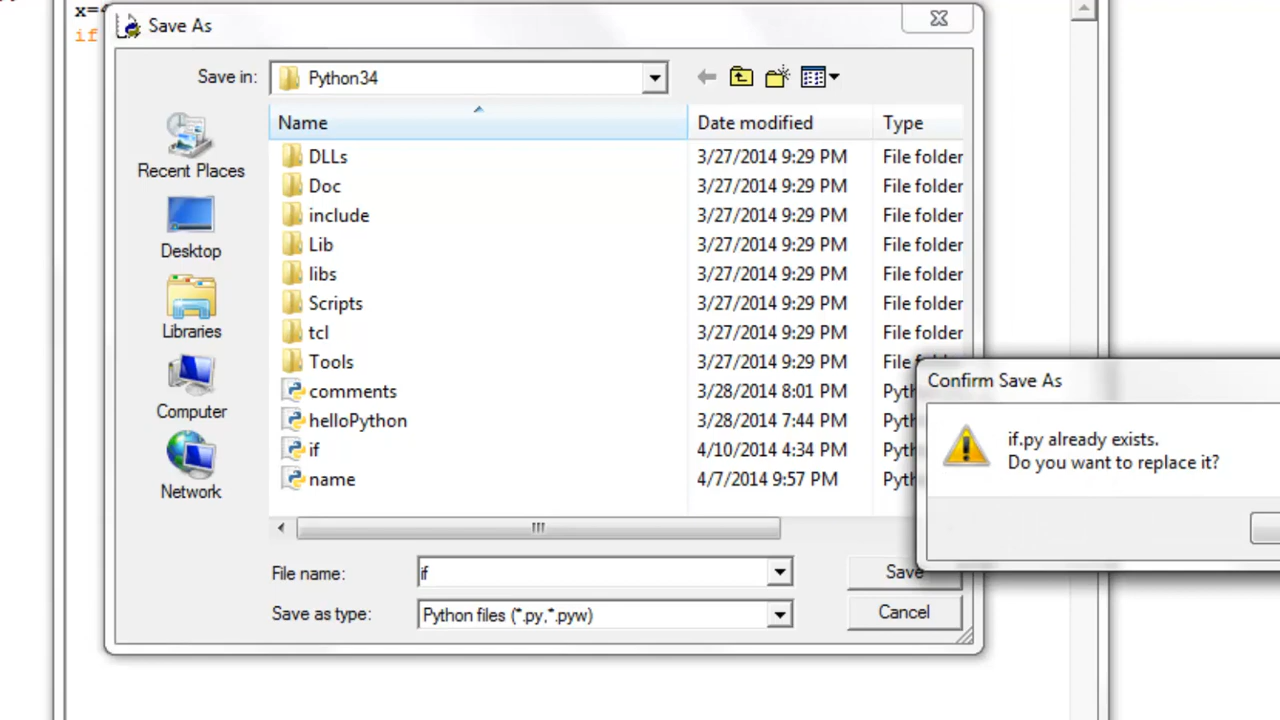 x=
if
Save As
Save in:
Python34
Name
Date modified
Type
Recent Places
Desktop
Libraries
Computer
Network
DLLs 3/27/2014 9:29 PM File folder
Doc 3/27/2014 9:29 PM File folder
include 3/27/2014 9:29 PM File folder
Lib 3/27/2014 9:29 PM File folder
libs 3/27/2014 9:29 PM File folder
Scripts 3/27/2014 9:29 PM File folder
tcl 3/27/2014 9:29 PM File folder
Tools 3/27/2014 9:29 PM File folder
comments 3/28/2014 8:01 PM Pyth
helloPython 3/28/2014 7:44 PM Pyth
if 4/10/2014 4:34 PM Pyth
name 4/7/2014 9:57 PM Pyth
File name:
if
Save
Save as type:
Python files (*.py,*.pyw)
Cancel
Confirm Save As
if.py already exists.
Do you want to replace it?